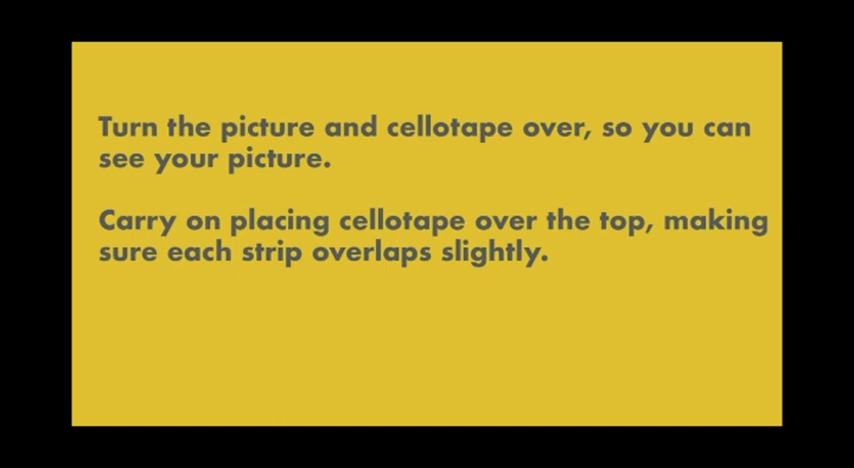 Turn the picture and cellotape over, so you can
see your picture.
Carry on placing cellotape over the top, making
sure each strip overlaps slightly.